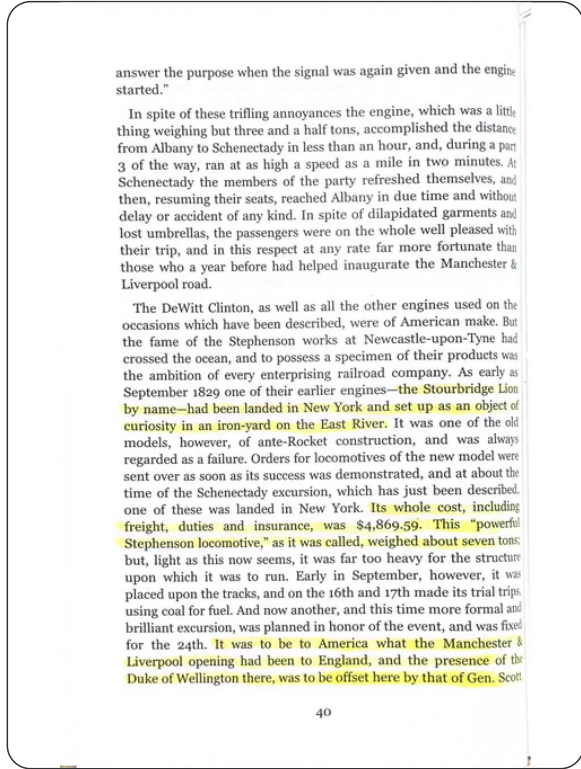 answer the purpose when the signal was again given and the engine
started.”
In spite of these trifling annoyances the engine, which was a little
thing weighing but three and a half tons, accomplished the distance
from Albany to Schenectady in less than an hour, and, during a part
3 of the way, ran at as high a speed as a mile in two minutes. At
Schenectady the members of the party refreshed themselves, and
then, resuming their seats, reached Albany in due time and without
delay or accident of any kind. In spite of dilapidated garments and
lost umbrellas, the passengers were on the whole well pleased with
their trip, and in this respect at any rate far more fortunate than
those who a year before had helped inaugurate the Manchester &
Liverpool road.
The DeWitt Clinton, as well as all the other engines used on the
occasions which have been described, were of American make. But
the fame of the Stephenson works at Newcastle-upon-Tyne had
crossed the ocean, and to possess a specimen of their products was
the ambition of every enterprising railroad company. As early as
September 1829 one of their earlier engines—the Stourbridge Lion
by name—had been landed in New York and set up as an object of
curiosity in an iron-yard on the East River. It was one of the old
models, however, of ante-Rocket construction, and was always
regarded as a failure. Orders for locomotives of the new model were
sent over as soon as its success was demonstrated, and at about the
time of the Schenectady excursion, which has just been described,
one of these was landed in New York. Its whole cost, including
freight, duties and insurance, was $4,869.59. This “powerful
Stephenson locomotive,” as it was called, weighed about seven tons;
but, light as this now seems, it was far too heavy for the structure
upon which it was to run. Early in September, however, it was
placed upon the tracks, and on the 16th and 17th made its trial trips,
using coal for fuel. And now another, and this time more formal and
brilliant excursion, was planned in honor of the event, and was fixed
for the 24th. It was to be to America what the Manchester &
Liverpool opening had been to England, and the presence of the
Duke of Wellington there, was to be offset here by that of Gen. Scott
40